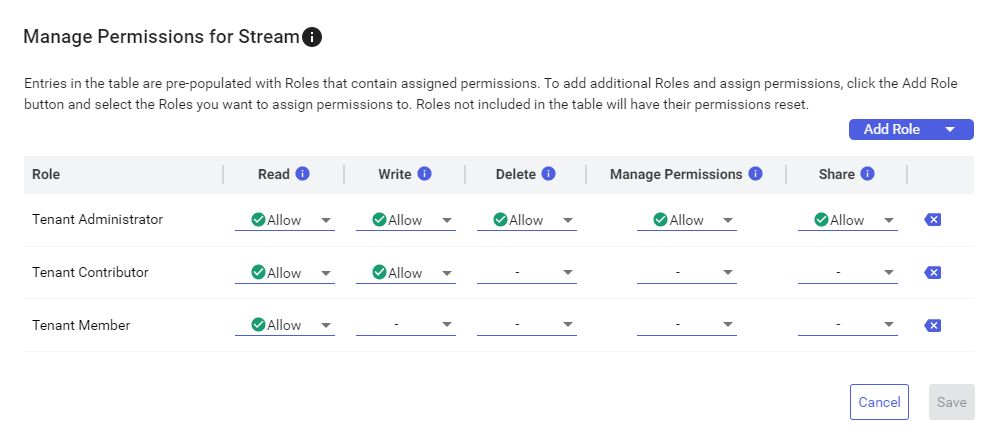 Manage Permissions for Stream
Entries in the table are pre-populated with Roles that contain assigned permissions. To add additional Roles and assign permissions, click the Add Role
button and select the Roles you want to assign permissions to. Roles not included in the table will have their permissions reset.
Add Role
Role Read Write Delete Manage Permissions Share
Tenant Administrator Allow Allow Allow Allow Allow
Tenant Contributor Allow Allow - - -
Tenant Member Allow - - - -
Cancel Save